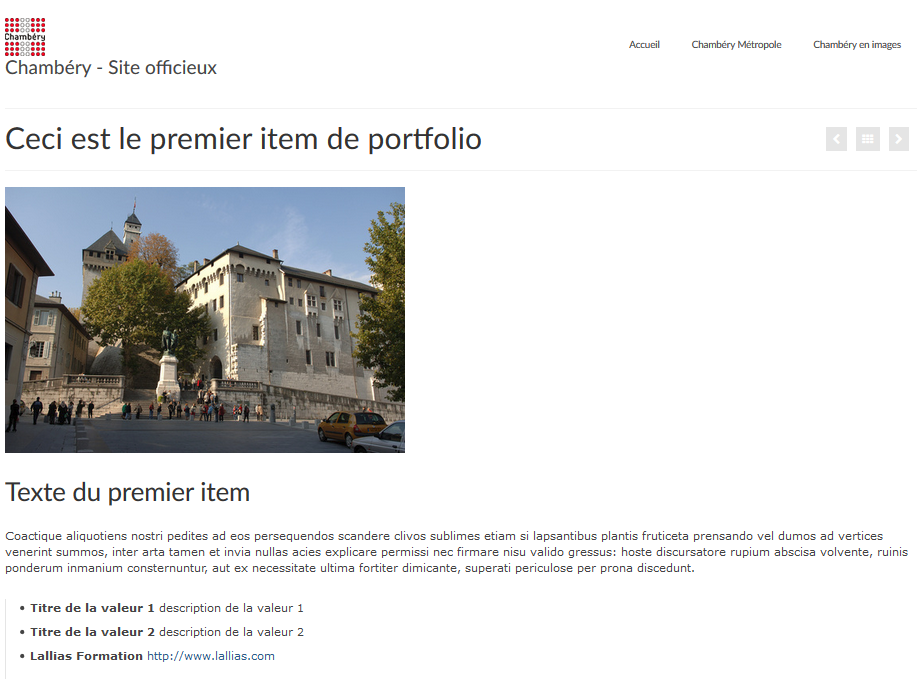 Chambéry
Chambéry - Site officieux
Accueil
Chambéry Métropole
Chambéry en images
Ceci est le premier item de portfolio
Texte du premier item
Coactique aliquotiens nostri pedites ad eos persequendos scandere clivos sublimes etiam si lapsantibus plantis fruticeta prensando vel dumos ad vertices
venerint summos, inter arta tamen et invia nullas acies explicare permissi nec firmare nisu valido gressus: hoste discursatore rupium abscisa volvente, ruinis
ponderum inmanium consternuntur, aut ex necessitate ultima fortiter dimicante, superati periculose per prona discedunt.
• Titre de la valeur 1 description de la valeur 1
• Titre de la valeur 2 description de la valeur 2
• Lallias Formation http://www.lallias.com